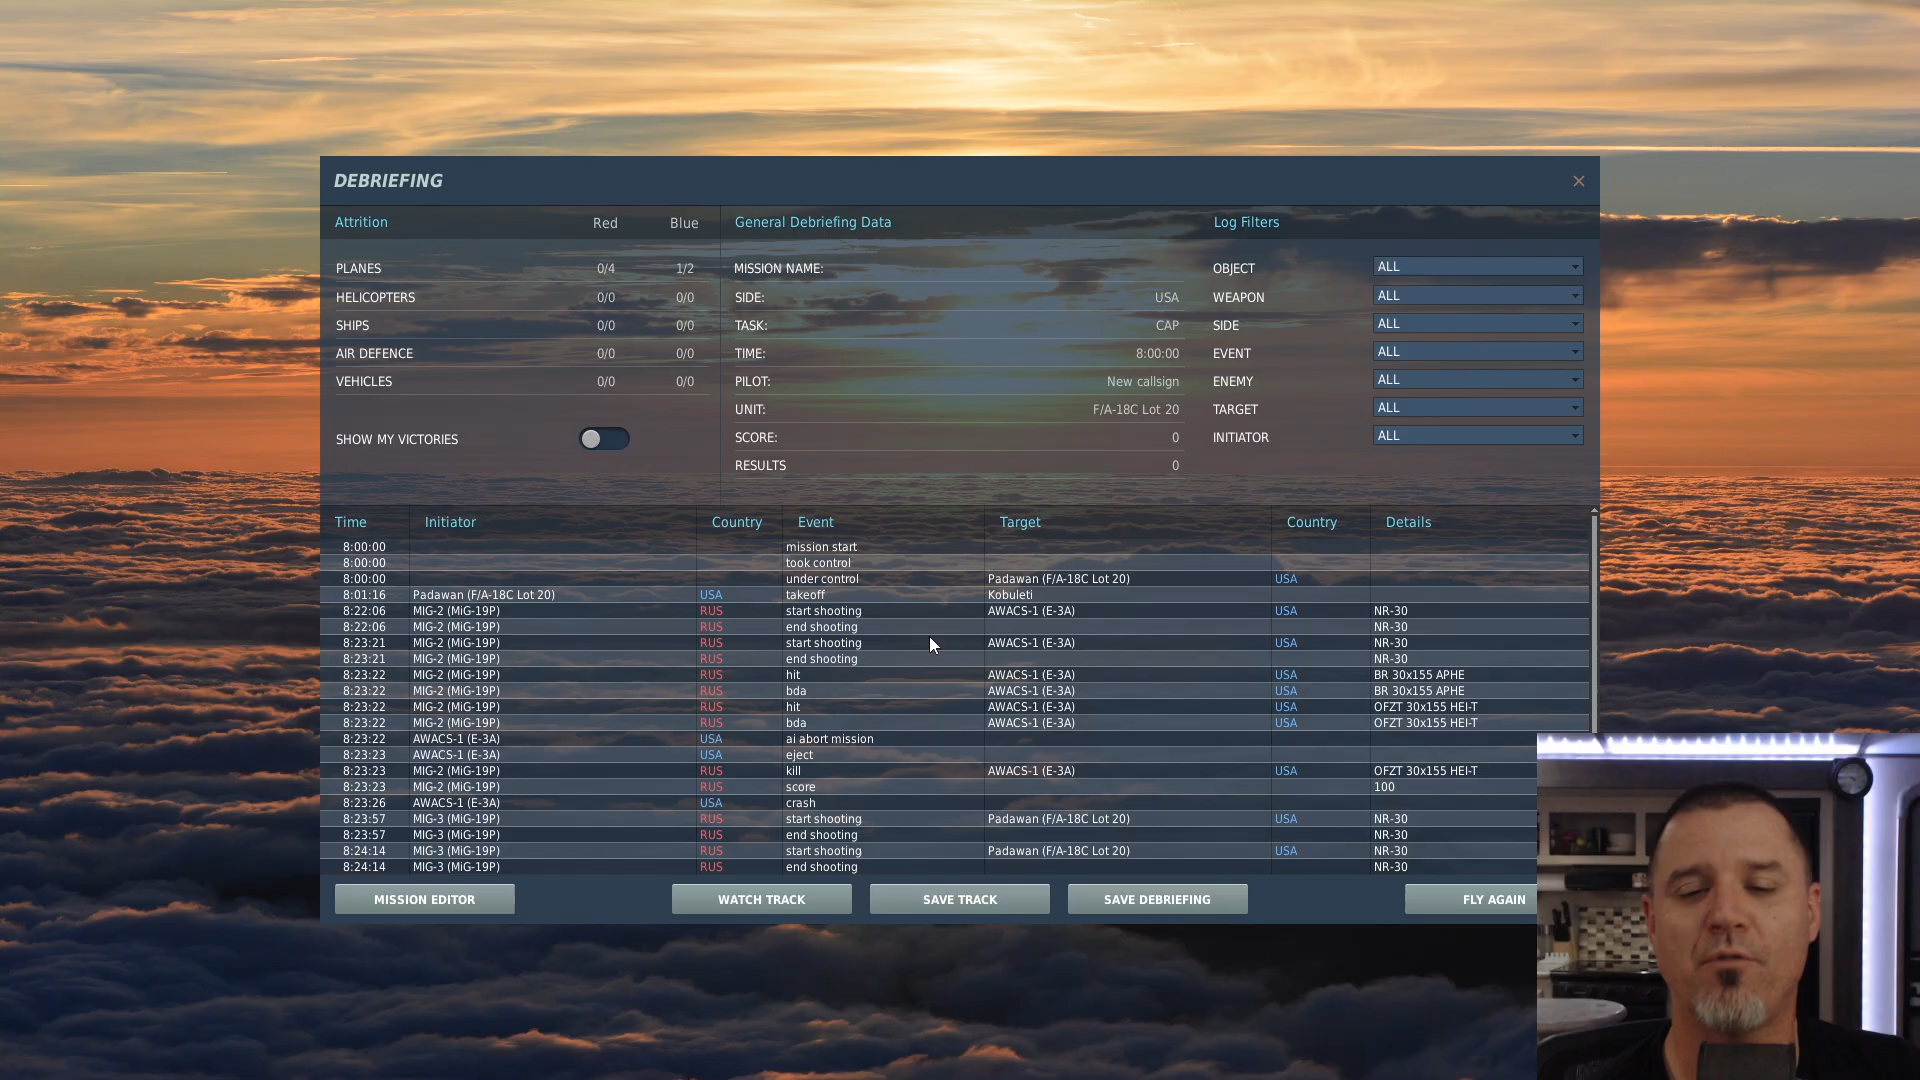 DEBRIEFING
Attrition Red Blue
PLANES 0/4 1/2
HELICOPTERS 0/0 0/0
SHIPS 0/0 0/0
AIR DEFENCE 0/0 0/0
VEHICLES 0/0 0/0
SHOW MY VICTORIES
General Debriefing Data
MISSION NAME:
SIDE: USA
TASK: CAP
TIME: 8:00:00
PILOT: New callsign
UNIT: F/A-18C Lot 20
SCORE: 0
RESULTS 0
Log Filters
OBJECT ALL
WEAPON ALL
SIDE ALL
EVENT ALL
ENEMY ALL
TARGET ALL
INITIATOR ALL
Time Initiator Country Event Target Country Details
8:00:00 mission start
8:00:00 took control
8:00:00 under control Padawan (F/A-18C Lot 20) USA
8:01:16 Padawan (F/A-18C Lot 20) USA takeoff Kobuleti
8:22:06 MIG-2 (MiG-19P) RUS start shooting AWACS-1 (E-3A) USA NR-30
8:22:06 MIG-2 (MiG-19P) RUS end shooting NR-30
8:23:21 MIG-2 (MiG-19P) RUS start shooting AWACS-1 (E-3A) USA NR-30
8:23:21 MIG-2 (MiG-19P) RUS end shooting NR-30
8:23:22 MIG-2 (MiG-19P) RUS hit AWACS-1 (E-3A) USA BR 30x155 APHE
8:23:22 MIG-2 (MiG-19P) RUS bda AWACS-1 (E-3A) USA BR 30x155 APHE
8:23:22 MIG-2 (MiG-19P) RUS hit AWACS-1 (E-3A) USA OFZT 30x155 HEI-T
8:23:22 MIG-2 (MiG-19P) RUS bda AWACS-1 (E-3A) USA OFZT 30x155 HEI-T
8:23:22 AWACS-1 (E-3A) USA ai abort mission
8:23:23 AWACS-1 (E-3A) USA eject
8:23:23 MIG-2 (MiG-19P) RUS kill AWACS-1 (E-3A) USA OFZT 30x155 HEI-T
8:23:23 MIG-2 (MiG-19P) RUS score 100
8:23:26 AWACS-1 (E-3A) USA crash
8:23:57 MIG-3 (MiG-19P) RUS start shooting Padawan (F/A-18C Lot 20) USA NR-30
8:23:57 MIG-3 (MiG-19P) RUS end shooting NR-30
8:24:14 MIG-3 (MiG-19P) RUS start shooting Padawan (F/A-18C Lot 20) USA NR-30
8:24:14 MIG-3 (MiG-19P) RUS end shooting NR-30
MISSION EDITOR WATCH TRACK SAVE TRACK SAVE DEBRIEFING FLY AGAIN